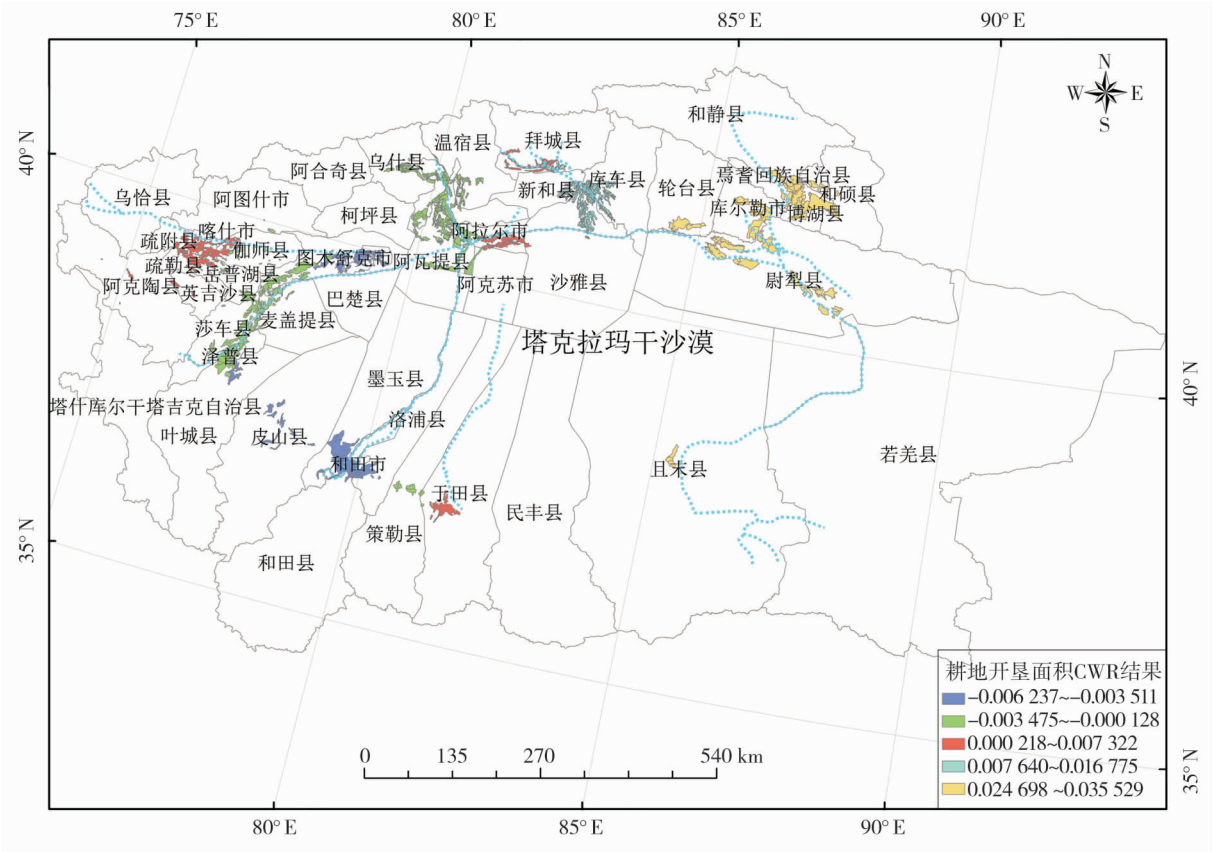 75° E
80° E
85° E
90° E
N
W
E
S
40° N
和静县
温宿县
拜城县
阿合奇县
乌什县
焉耆回族自治县
乌恰县
阿图什市
新和县
库车县
轮台县
和硕县
柯坪县
库尔勒市
博湖县
喀什市
疏附县
伽师县
阿拉尔市
图木舒克市
阿瓦提县
疏勒县
岳普湖县
阿克陶县
英吉沙县
阿克苏市
沙雅县
尉犁县
巴楚县
麦盖提县
莎车县
塔克拉玛干沙漠
泽普县
墨玉县
40° N
塔什库尔干塔吉克自治县
洛浦县
叶城县
皮山县
和田市
且末县
若羌县
于田县
民丰县
策勒县
35° N
和田县
耕地开垦面积CWR结果
-0.006 237~-0.003 511
-0.003 475~-0.000 128
0.000 218~0.007 322
0.007 640~0.016 775
0.024 698 ~0.035 529
0
135
270
540 km
35° N
80° E
85° E
90° E